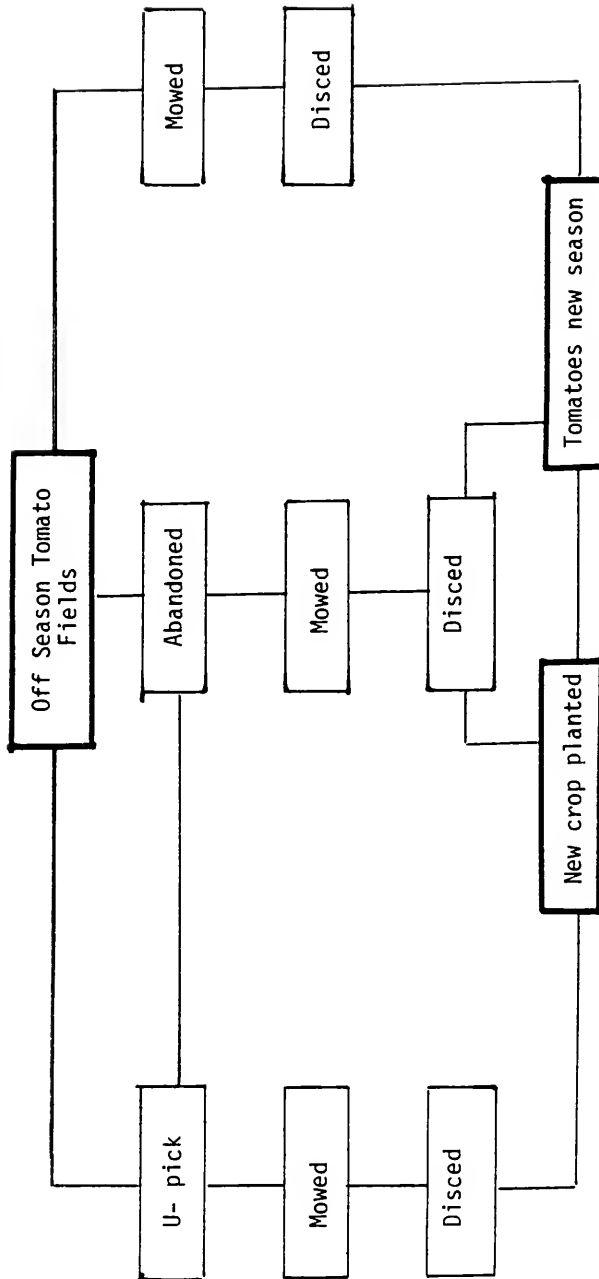 Off Season Tomato
Fields
U- pick
Abandoned
Mowed
Mowed
Mowed
Disced
Disced
Disced
New crop planted
Tomatoes new season